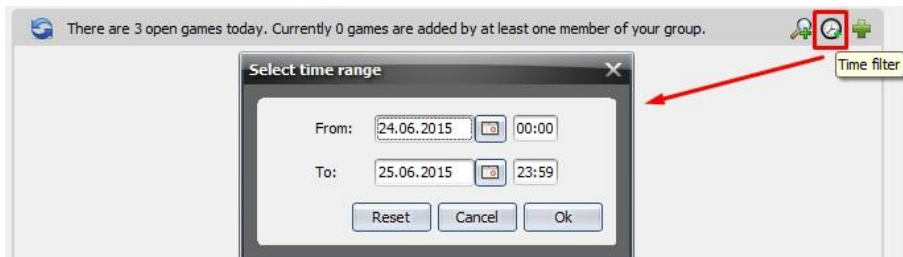 There are 3 open games today. Currently 0 games are added by at least one member of your group.
Time filter
Select time range
From: 24.06.2015 00:00
To: 25.06.2015 23:59
Reset Cancel Ok